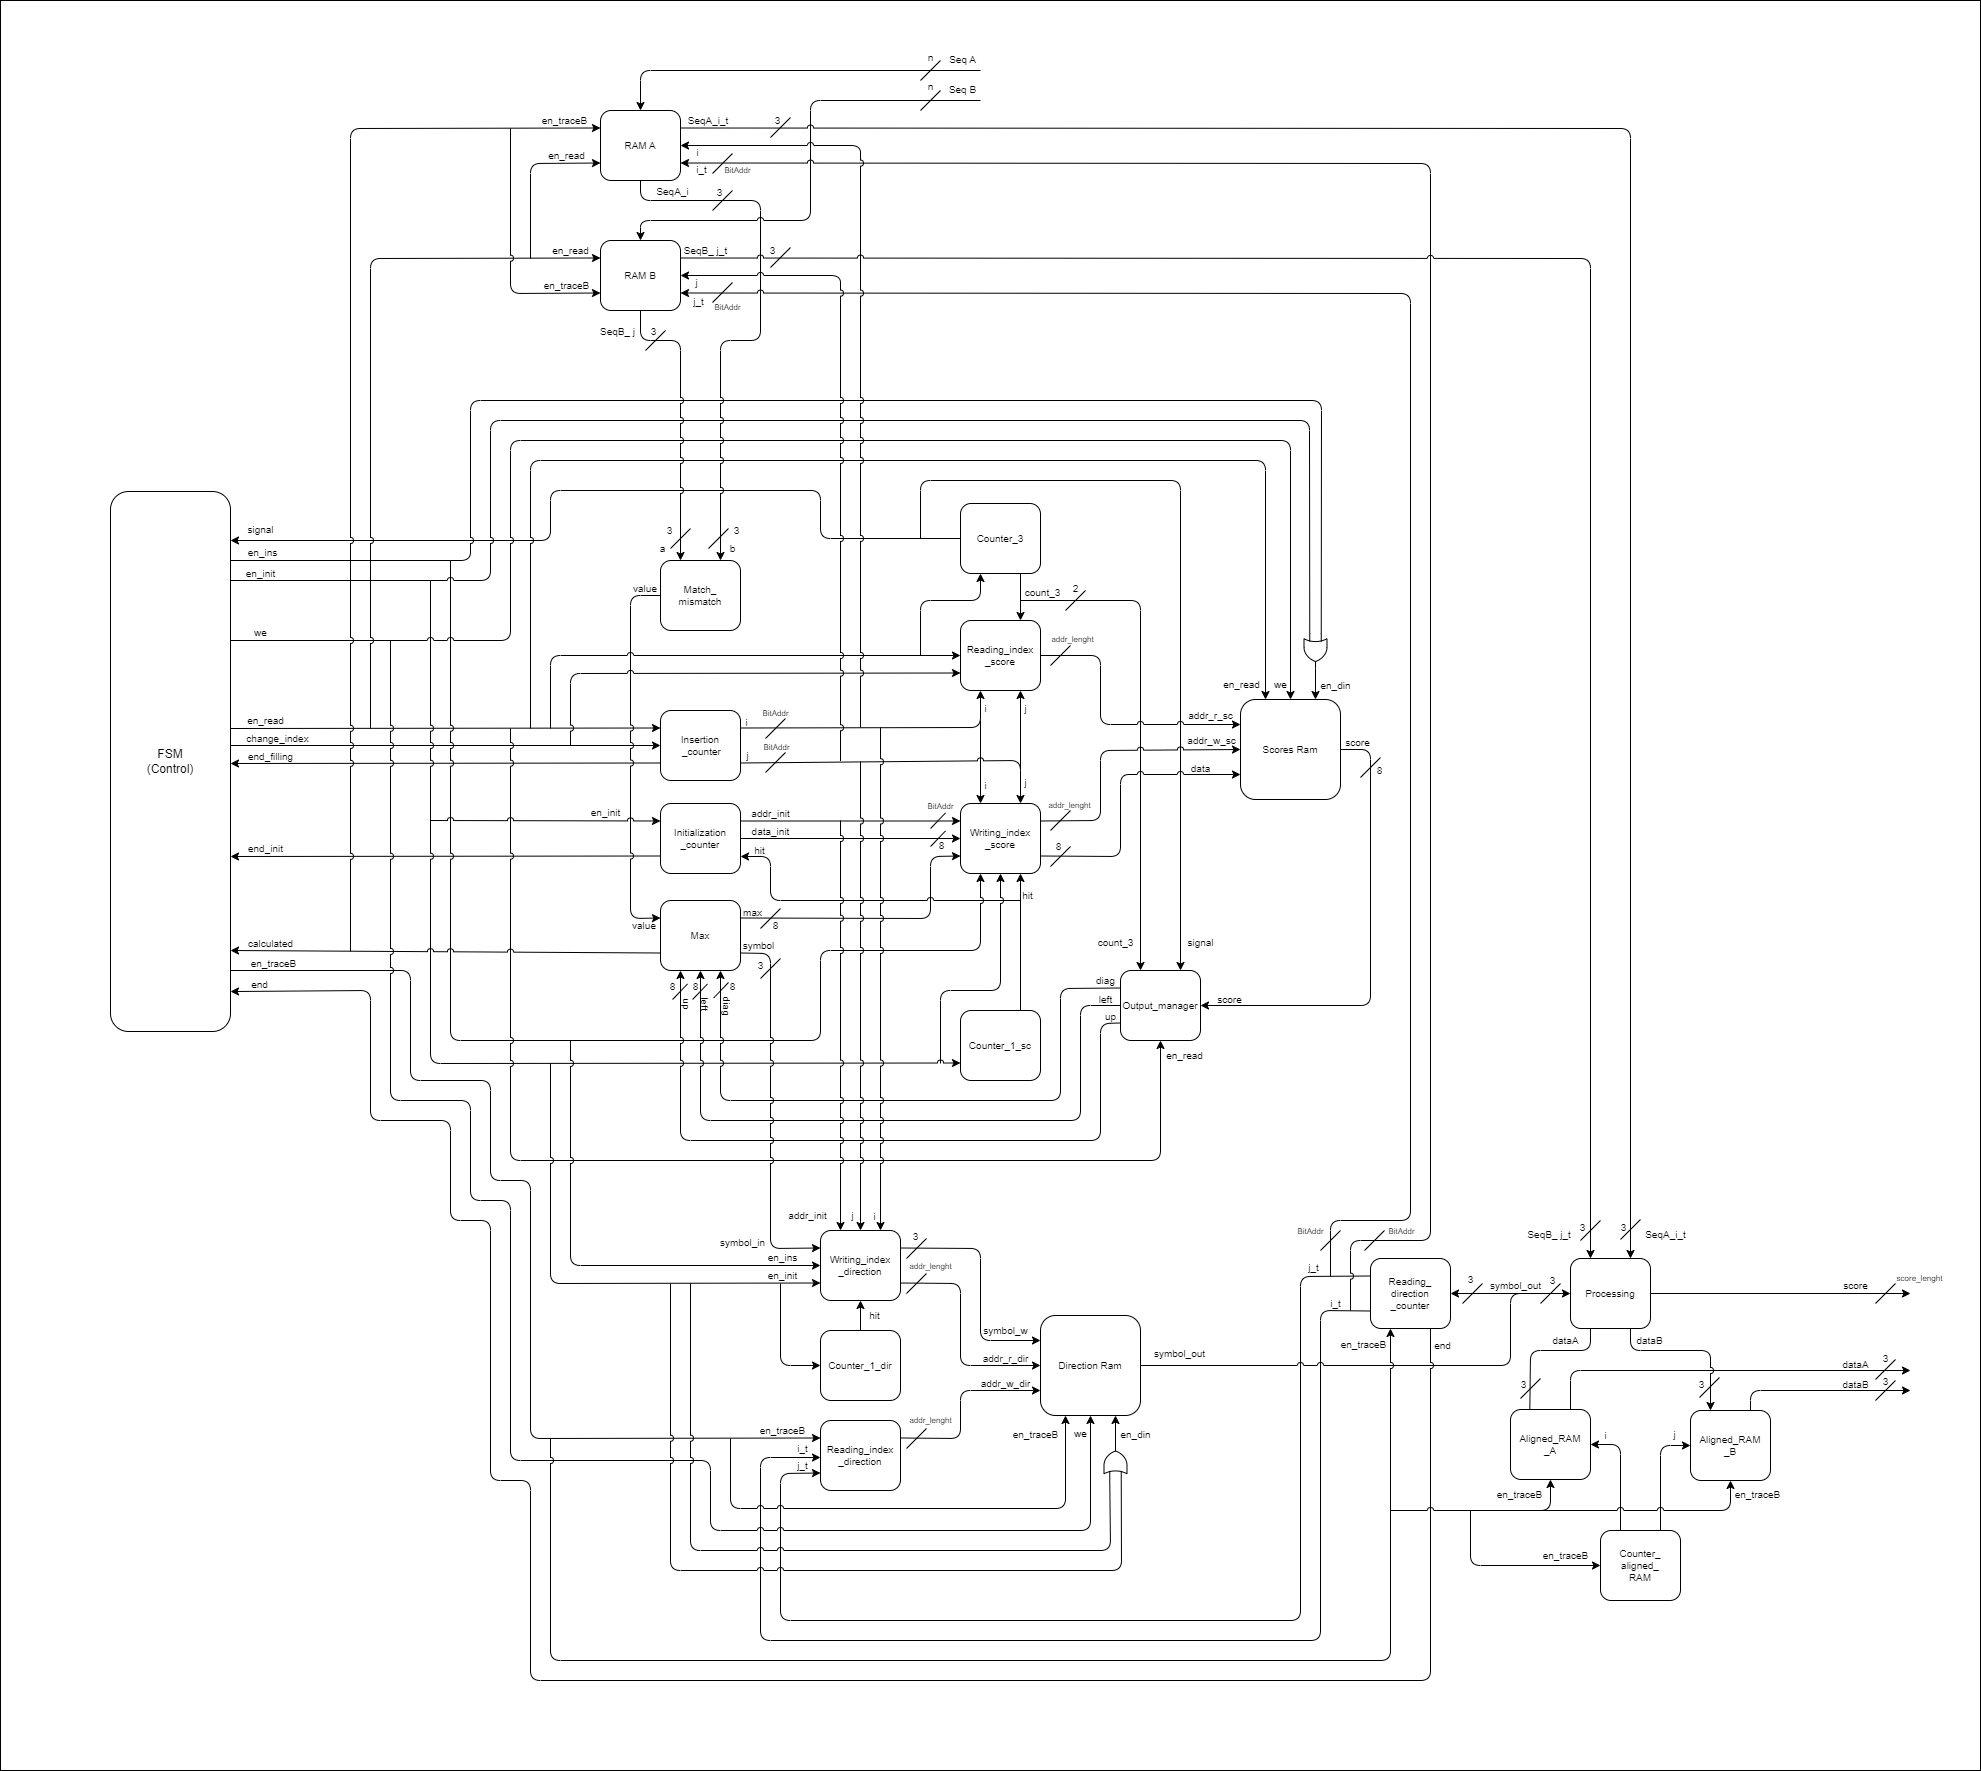 n
Seq A
n
Seq B
en_traceB
RAM A
SeqA_i_t
3
en_read
i
i_t
BitAddr
SeqA_i
3
en_read
RAM B
SeqB_ j_t
3
en_traceB
j
j_t
BitAddr
SeqB_ j
3
3
3
a
b
signal
en_ins
en_init
we
en_read
change_index
end_filling
end_init
calculated
en_traceB
end
FSM
(Control)
Match_
mismatch
value
Counter_3
count_3
2
Reading_index
_score
addr_lenght
i
j
Insertion
_counter
i
BitAddr
j
BitAddr
en_init
Initialization
_counter
addr_init
data_init
hit
BitAddr
8
i
j
Writing_index
_score
addr_lenght
8
hit
en_read
we
en_din
addr_r_sc
addr_w_sc
data
Scores Ram
score
8
value
Max
max
8
symbol
3
8
up
8
left
8
diag
count_3
signal
diag
left
up
Output_manager
score
en_read
Counter_1_sc
addr_init
j
i
symbol_in
en_ins
en_init
Writing_index
_direction
3
addr_lenght
hit
Counter_1_dir
symbol_w
addr_r_dir
addr_w_dir
Direction Ram
symbol_out
en_traceB
i_t
j_t
Reading_index
_direction
addr_lenght
en_traceB
we
en_din
BitAddr
BitAddr
j_t
i_t
Reading_
direction
_counter
en_traceB
end
3
symbol_out
3
SeqB_ j_t
3
3
SeqA_i_t
Processing
score
score_lenght
dataA
dataB
3
3
dataA
3
dataB
3
Aligned_RAM
_A
i
j
Aligned_RAM
_B
en_traceB
en_traceB
en_traceB
Counter_
aligned_
RAM